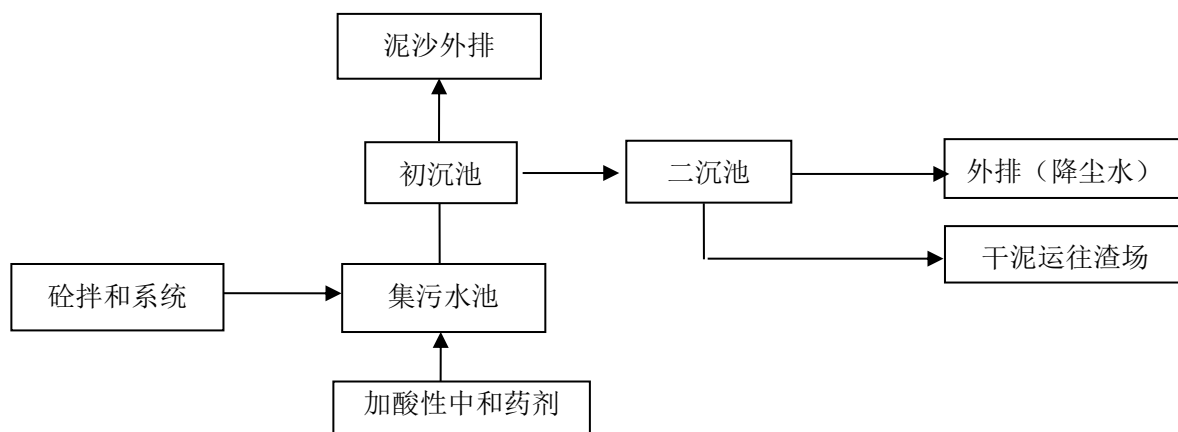 泥沙外排
初沉池
二沉池
外排（降尘水）
干泥运往渣场
砼拌和系统
集污水池
加酸性中和药剂